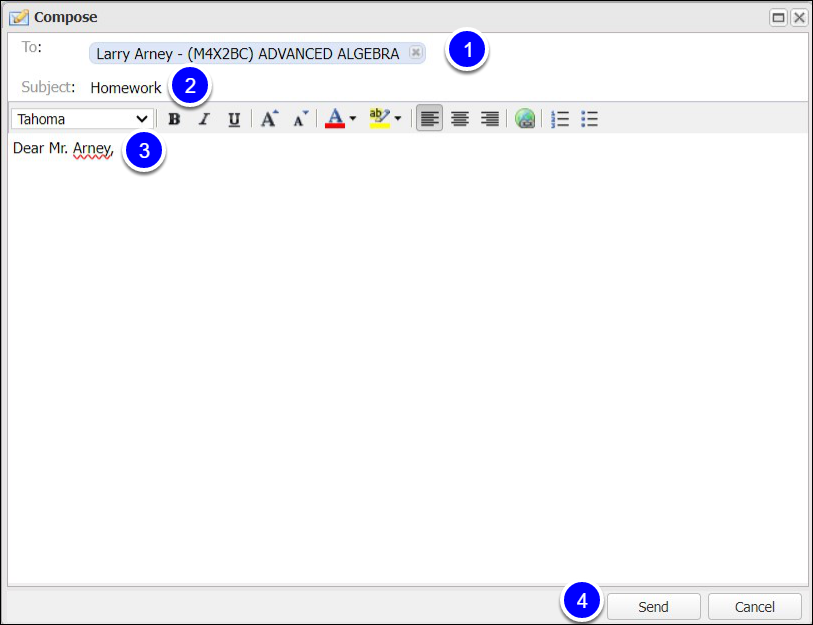 Compose
To: Larry Arney - (M4X2BC) ADVANCED ALGEBRA 1
Subject: Homework 2
Tahoma B I U A A A ab
Dear Mr. Arney, 3
4 Send Cancel